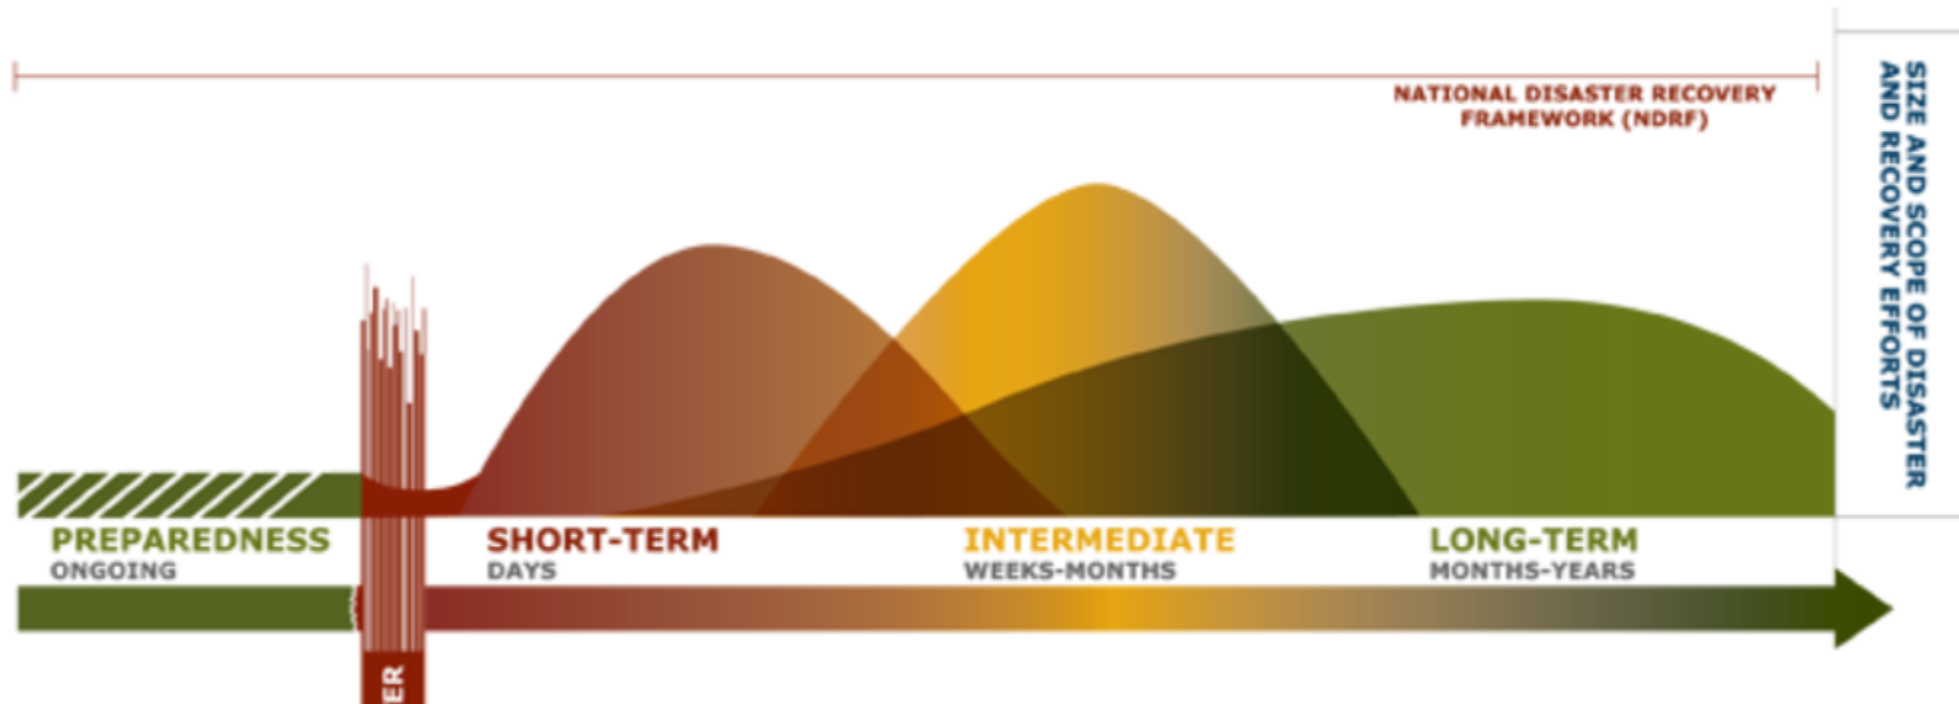 NATIONAL DISASTER RECOVERY
FRAMEWORK (NDRF)
SIZE AND SCOPE OF DISASTER
AND RECOVERY EFFORTS
PREPAREDNESS
ONGOING
SHORT-TERM
DAYS
INTERMEDIATE
WEEKS-MONTHS
LONG-TERM
MONTHS-YEARS
ER